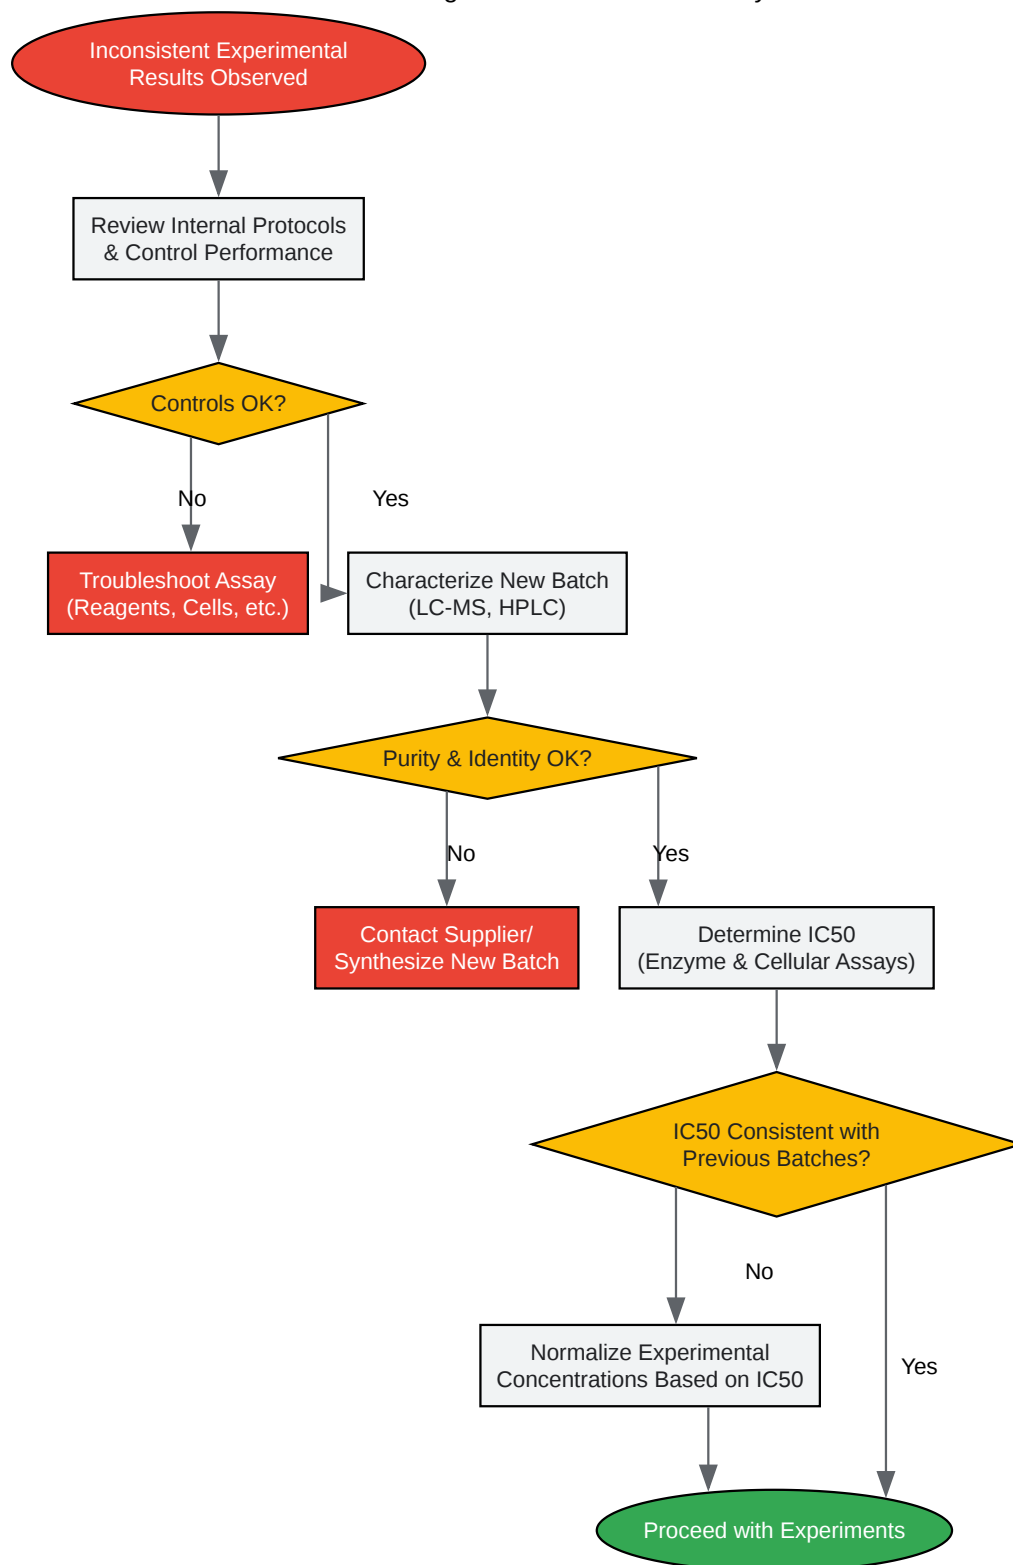 Inconsistent Experimental
Results Observed
Review Internal Protocols
& Control Performance
Controls OK?
No
Yes
Troubleshoot Assay
(Reagents, Cells, etc.)
Characterize New Batch
(LC-MS, HPLC)
Purity & Identity OK?
No
Yes
Contact Supplier/
Synthesize New Batch
Determine IC50
(Enzyme & Cellular Assays)
IC50 Consistent with
Previous Batches?
No
Normalize Experimental
Concentrations Based on IC50
Yes
Proceed with Experiments